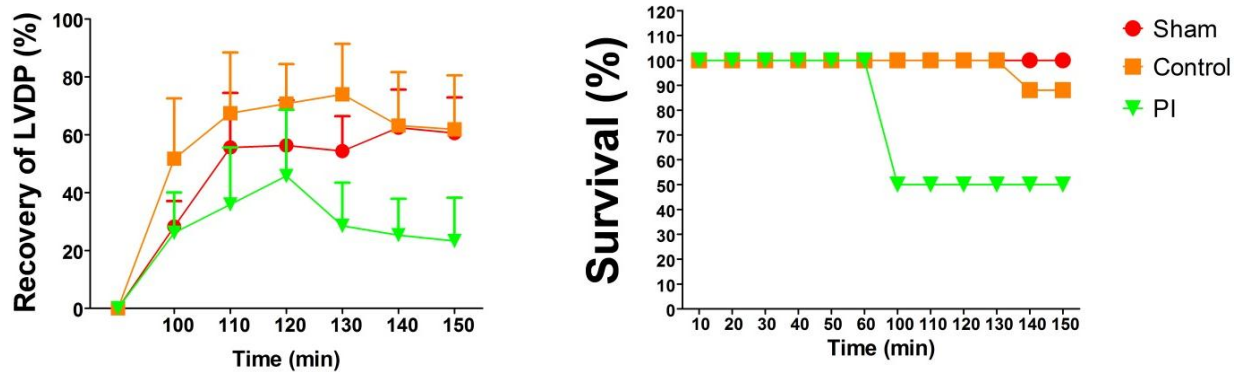 Recovery of LVDP (%)
100
80
60
40
20
0
100 110 120 130 140 150
Time (min)
Survival (%)
120
110
100
90
80
70
60
50
40
30
20
10
0
10 20 30 40 50 60 100 110 120 130 140 150
Time (min)
Sham
Control
PI